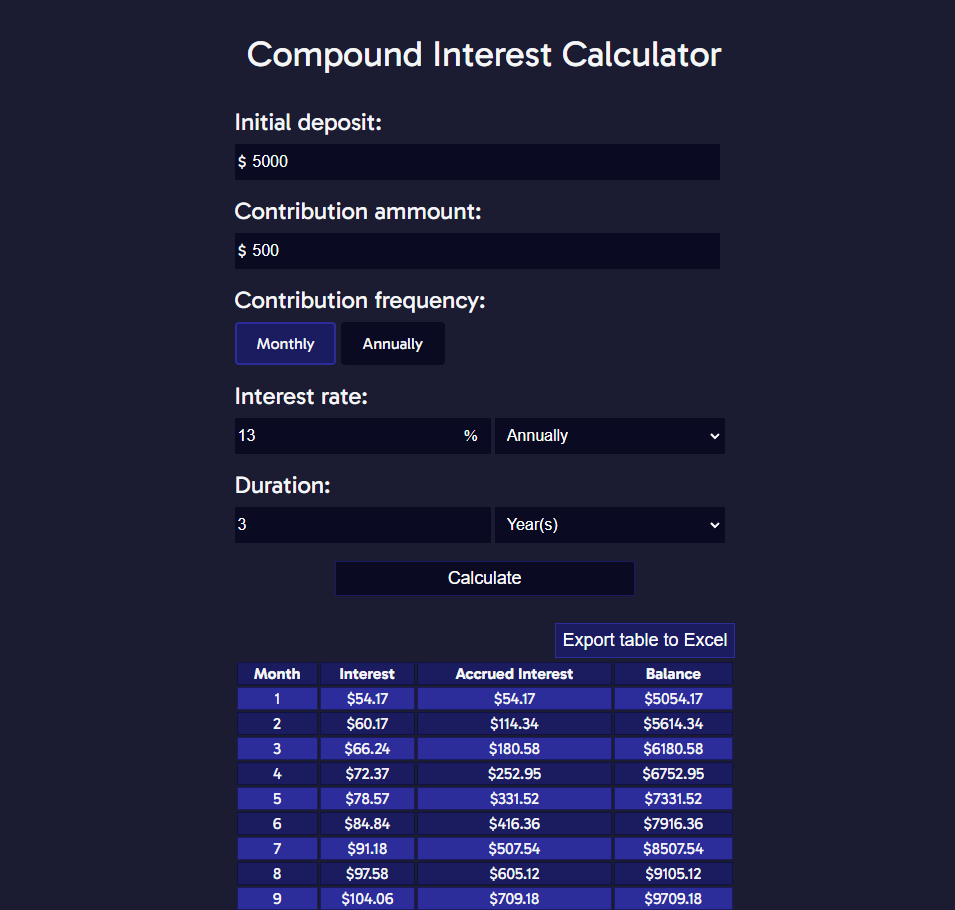 Compound Interest Calculator
Initial deposit:
$ 5000
Contribution ammount:
$ 500
Contribution frequency:
Monthly Annually
Interest rate:
13 % Annually
Duration:
3 Year(s)
Calculate
Export table to Excel
Month Interest Accrued Interest Balance
1 $54.17 $54.17 $5054.17
2 $60.17 $114.34 $5614.34
3 $66.24 $180.58 $6180.58
4 $72.37 $252.95 $6752.95
5 $78.57 $331.52 $7331.52
6 $84.84 $416.36 $7916.36
7 $91.18 $507.54 $8507.54
8 $97.58 $605.12 $9105.12
9 $104.06 $709.18 $9709.18